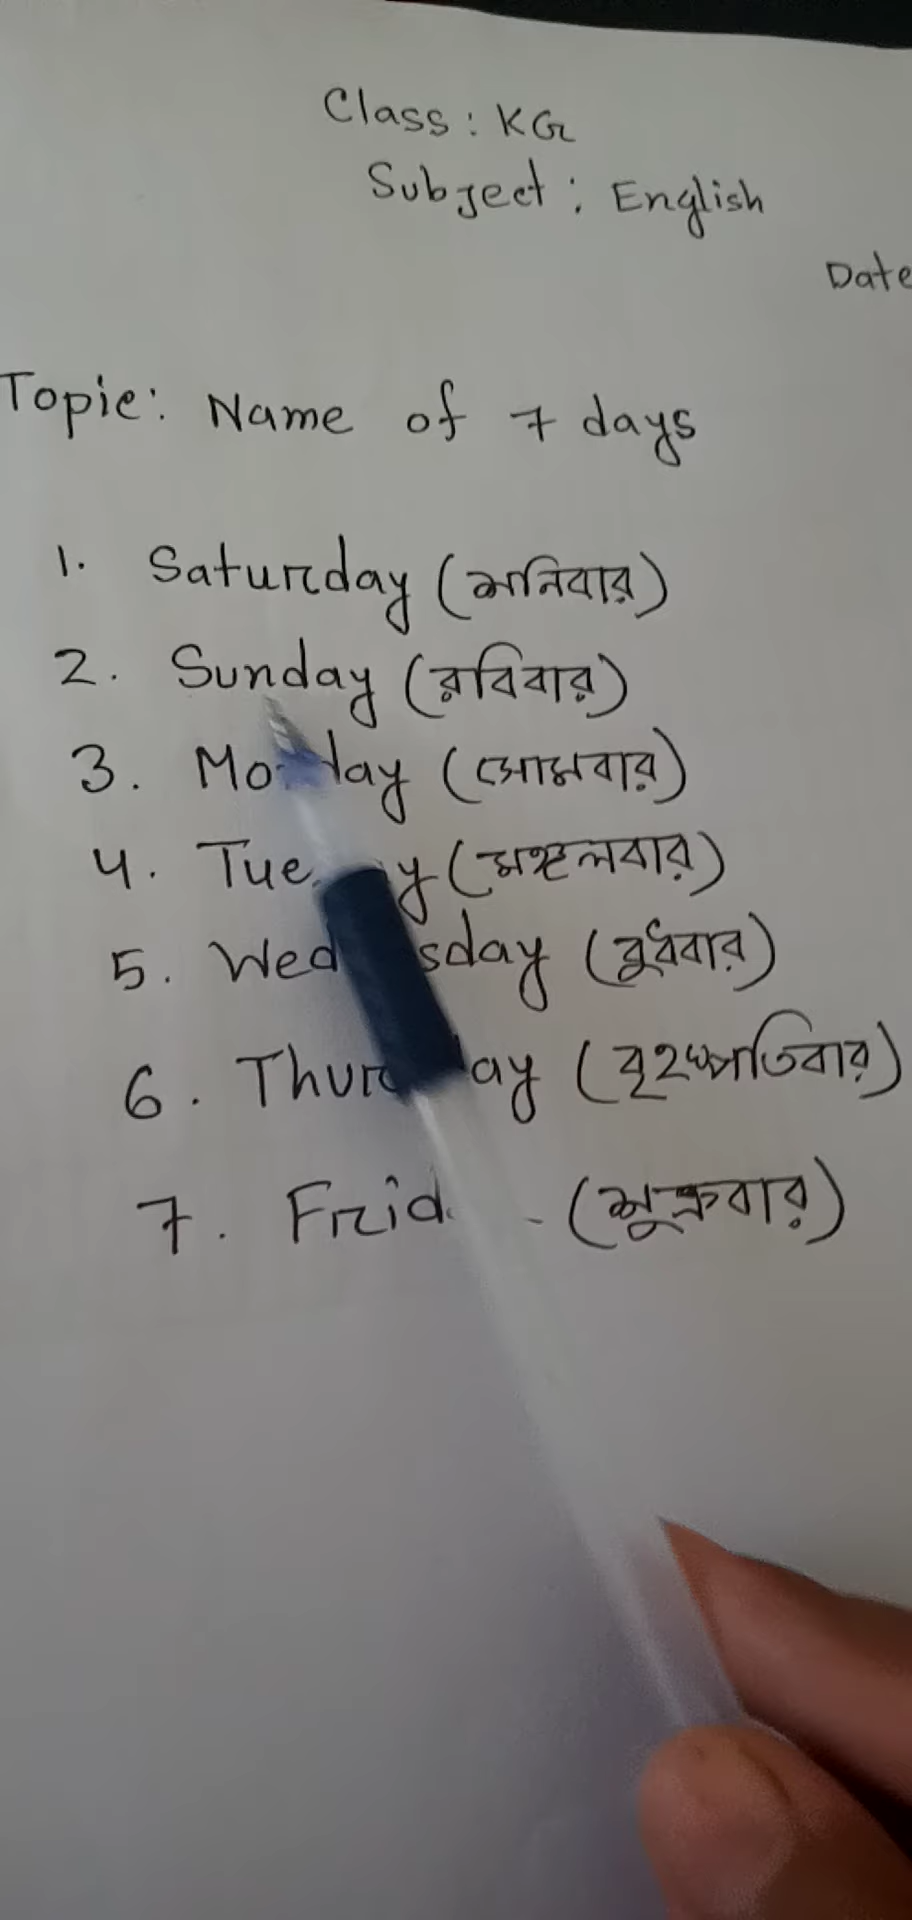 Class: KG
Subject: English
Date
Topic: Name of 7 days
1. Saturday (শনিবার)
2. Sunday (রবিবার)
3. (সোমবার)
4. (মঙ্গলবার)
5. (বুধবার)
6. (বৃহস্পতিবার)
7. (শুক্রবার)